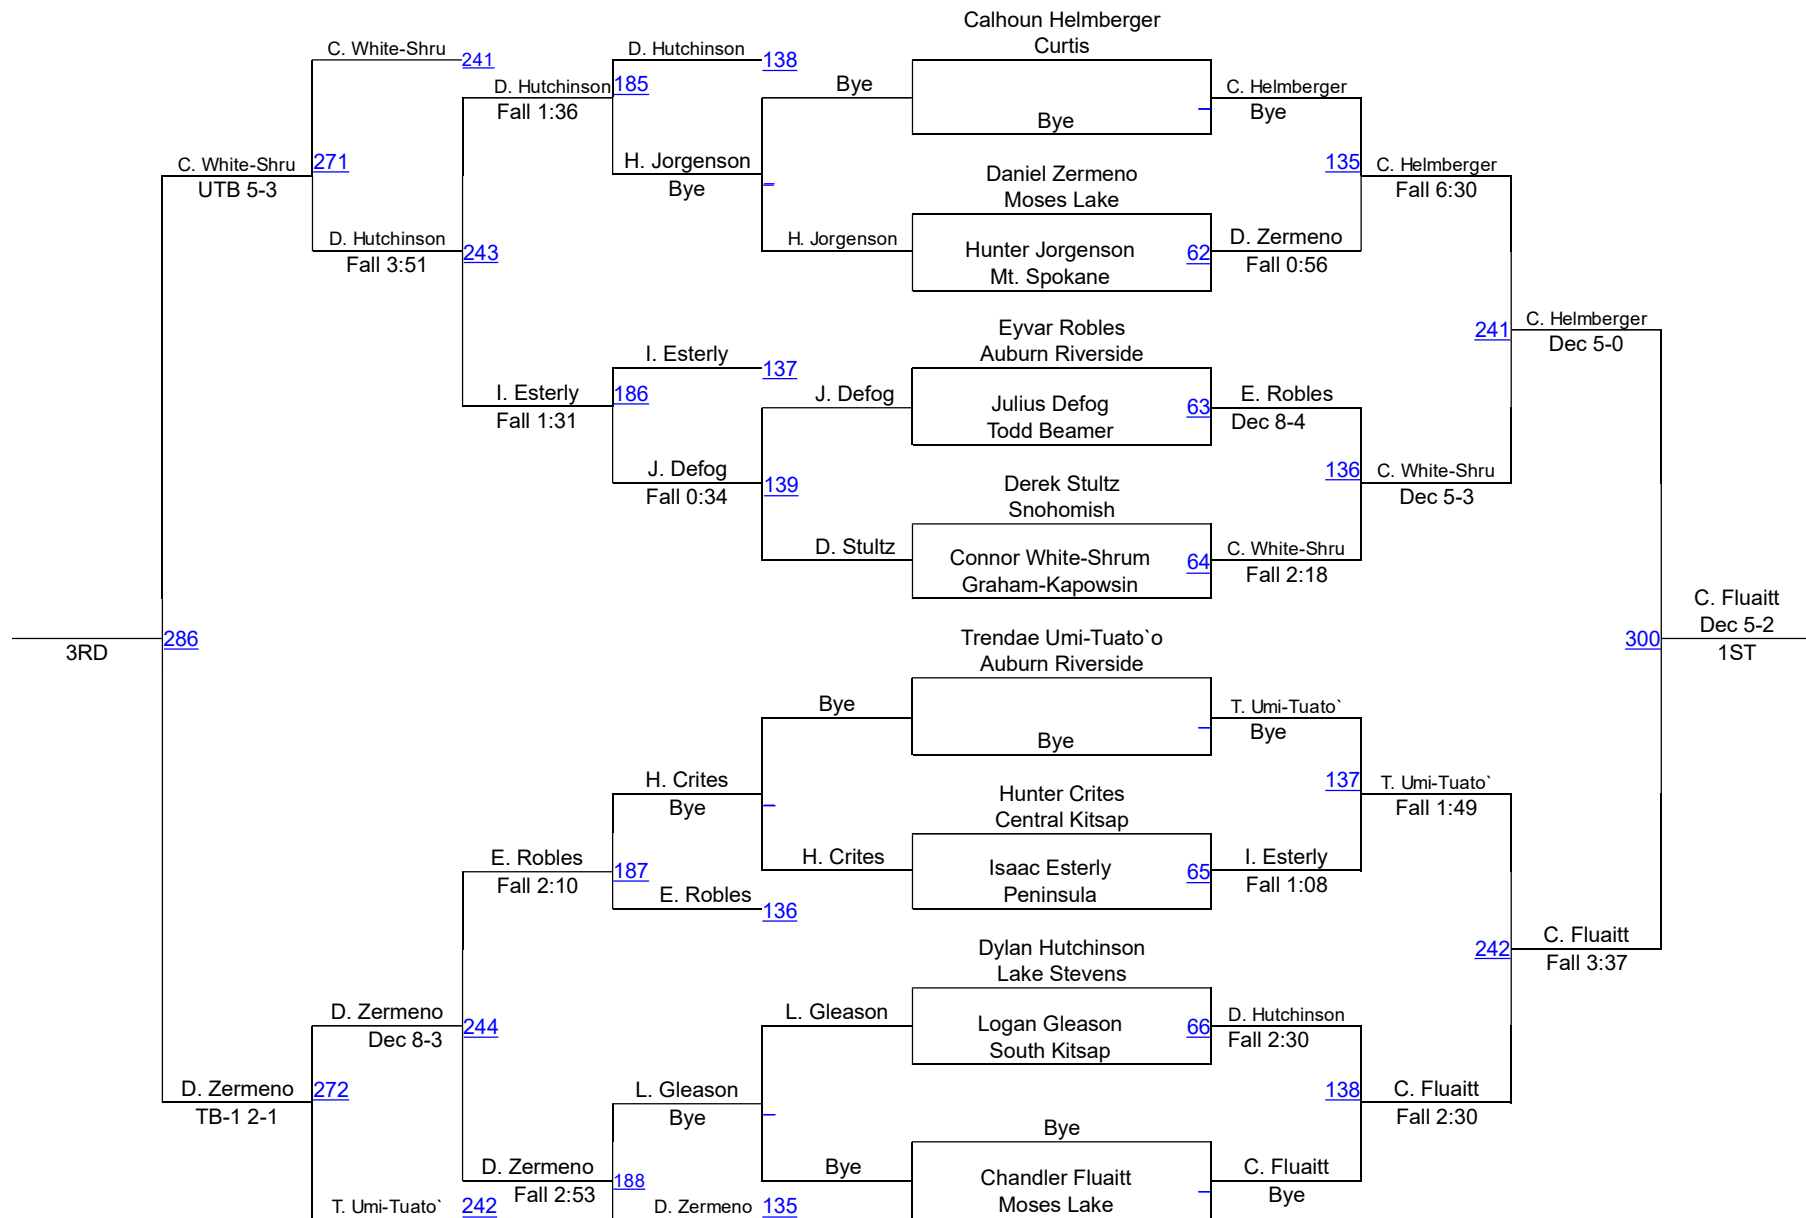 Calhoun Helmberger
Curtis
C. White-Shru
241
D. Hutchinson
138
D. Hutchinson
185
Fall 1:36
Bye
Bye
C. Helmberger
Bye
C. White-Shru
271
UTB 5-3
H. Jorgenson
Bye
Daniel Zermeno
Moses Lake
135
C. Helmberger
Fall 6:30
D. Hutchinson
243
Fall 3:51
H. Jorgenson
Hunter Jorgenson
Mt. Spokane
62
D. Zermeno
Fall 0:56
Eyvar Robles
Auburn Riverside
241
C. Helmberger
Dec 5-0
I. Esterly
137
I. Esterly
186
Fall 1:31
J. Defog
Julius Defog
Todd Beamer
63
E. Robles
Dec 8-4
J. Defog
Fall 0:34
139
Derek Stultz
Snohomish
136
C. White-Shru
Dec 5-3
D. Stultz
Connor White-Shrum
Graham-Kapowsin
64
C. White-Shru
Fall 2:18
3RD
286
Trendae Umi-Tuato`o
Auburn Riverside
300
C. Fluaitt
Dec 5-2
1ST
Bye
Bye
T. Umi-Tuato`
Bye
H. Crites
Bye
Hunter Crites
Central Kitsap
137
T. Umi-Tuato`
Fall 1:49
E. Robles
187
Fall 2:10
H. Crites
Isaac Esterly
Peninsula
65
I. Esterly
Fall 1:08
E. Robles
136
Dylan Hutchinson
Lake Stevens
242
C. Fluaitt
Fall 3:37
D. Zermeno
244
Dec 8-3
L. Gleason
Logan Gleason
South Kitsap
66
D. Hutchinson
Fall 2:30
D. Zermeno
272
TB-1 2-1
L. Gleason
Bye
138
C. Fluaitt
Fall 2:30
Bye
D. Zermeno
188
Fall 2:53
Bye
Chandler Fluaitt
Moses Lake
C. Fluaitt
Bye
T. Umi-Tuato`
242
D. Zermeno
135